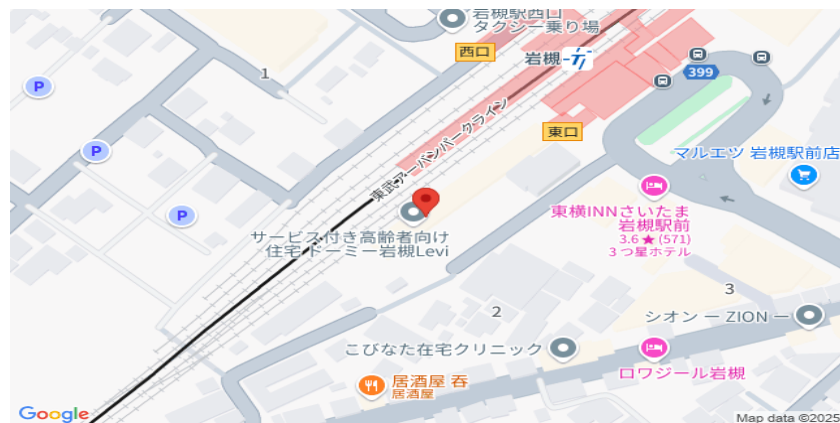 岩槻駅西口
タクシー乗り場
西口
1
岩槻
399
P
東武アーバンパークライン
東口
P
マルエツ 岩槻駅前店
P
東横INNさいたま
岩槻駅前
3.6★(571)
3 つ星ホテル
サービス付き高齢者向け
住宅 ドーミー岩槻Levi
3
2
シオン ー ZION ー
こびなた在宅クリニック
ロワジール岩槻
居酒屋 呑
居酒屋
Google
Map data ©2025